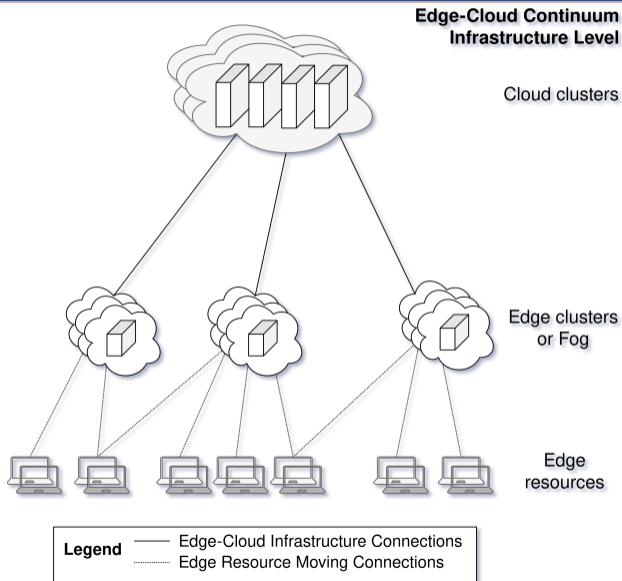 Edge-Cloud Continuum
Infrastructure Level
Cloud clusters
Edge clusters
or Fog
Edge
resources
Legend
Edge-Cloud Infrastructure Connections
Edge Resource Moving Connections